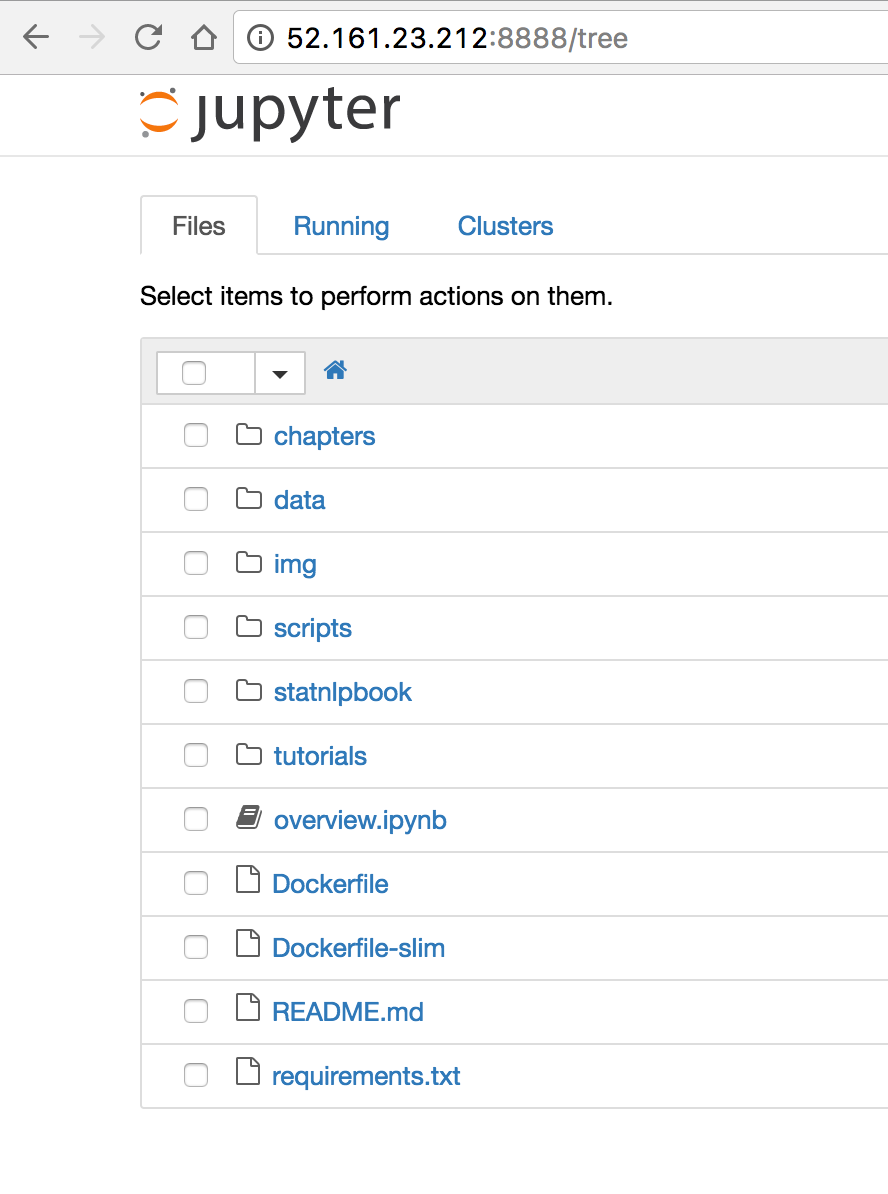 52.161.23.212:8888/tree
jupyter
Files Running Clusters
Select items to perform actions on them.
chapters
data
img
scripts
statnlpbook
tutorials
overview.ipynb
Dockerfile
Dockerfile-slim
README.md
requirements.txt